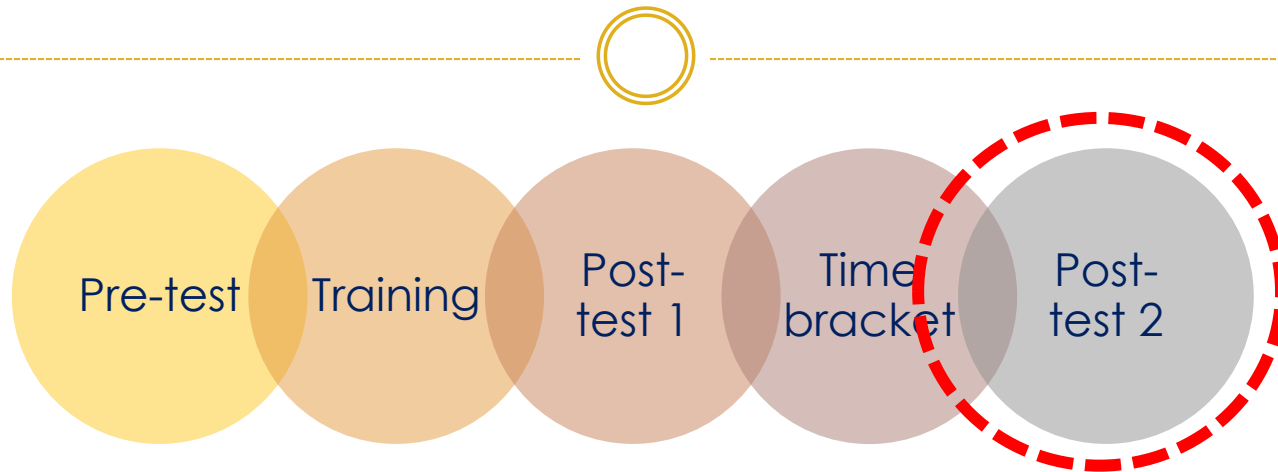 Pre-test
Training
Post-
test 1
Time
bracket
Post-
test 2